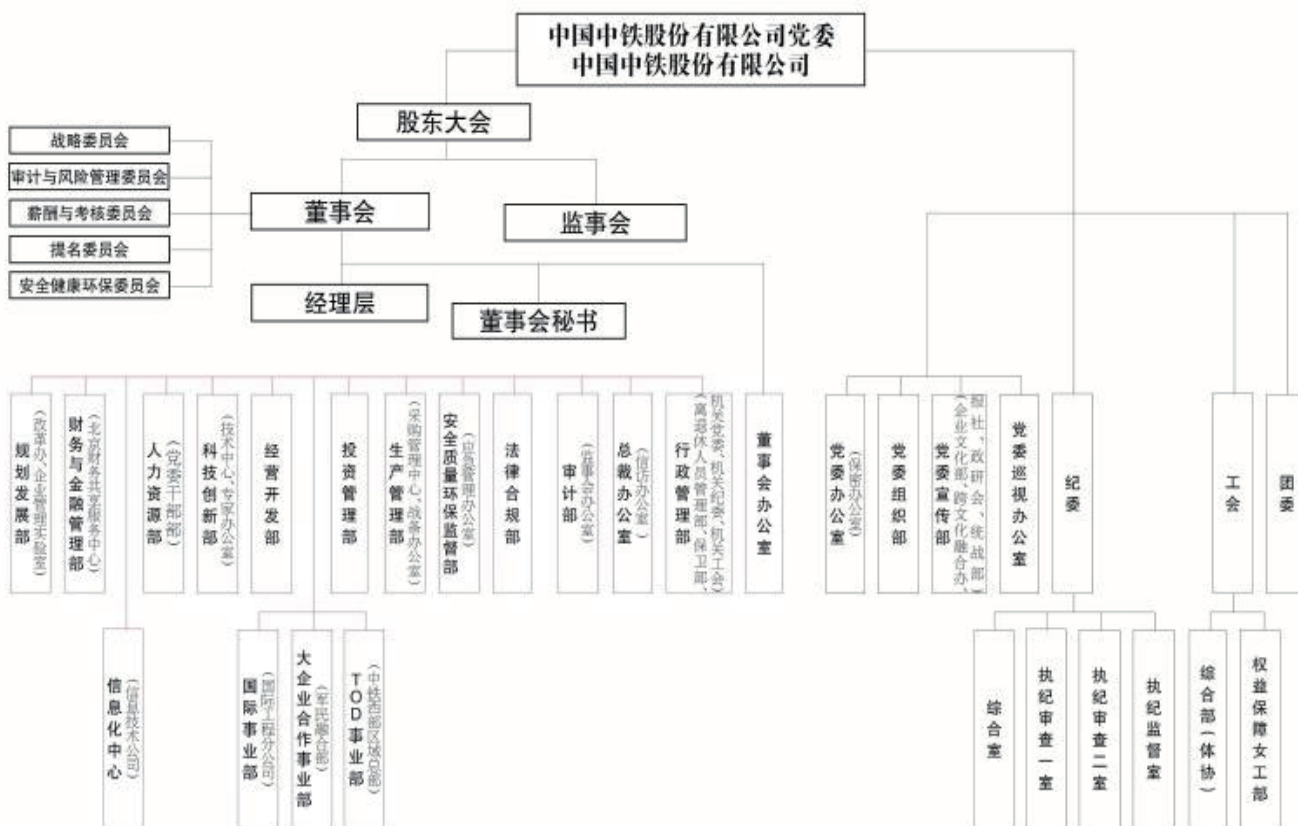 中国中铁股份有限公司党委
中国中铁股份有限公司
股东大会
战略委员会
审计与风险管理委员会
薪酬与考核委员会
提名委员会
安全健康环保委员会
董事会
监事会
经理层
董事会秘书
规划发展部
(改革办、企业管理实验室)
财务与金融管理部
(北京财务共享服务中心)
人力资源部
(党委干部部)
科技创新部
(技术中心、专家办公室)
经营开发部
投资管理部
生产管理部
(采购管理中心、战备办公室)
安全质量环保监督部
(应急管理办公室)
法律合规部
审计部
(监事会办公室)
总裁办公室
(信访办公室)
行政管理部
(离退休人员管理部、保卫部、
机关党委、机关纪委、机关工会)
董事会办公室
党委办公室
(保密办公室)
党委组织部
党委宣传部
(企业文化部、跨文化融合办、
报社、政研会、统战部)
党委巡视办公室
纪委
工会
团委
信息化中心
(信息技术公司)
国际事业部
(国际工程分公司)
大企业合作事业部
(军民融合部)
TOD事业部
(中铁西部区域总部)
综合室
执纪审查一室
执纪审查二室
执纪监督室
综合部(体协)
权益保障女工部